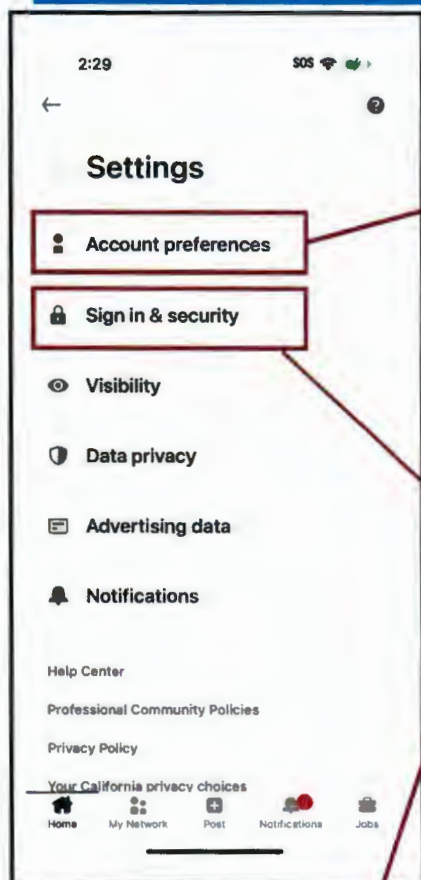 2:29 SOS
Settings
Account preferences
Sign in & security
Visibility
Data privacy
Advertising data
Notifications
Help Center
Professional Community Policies
Privacy Policy
Your California privacy choices
Home My Network Post Notifications Jobs